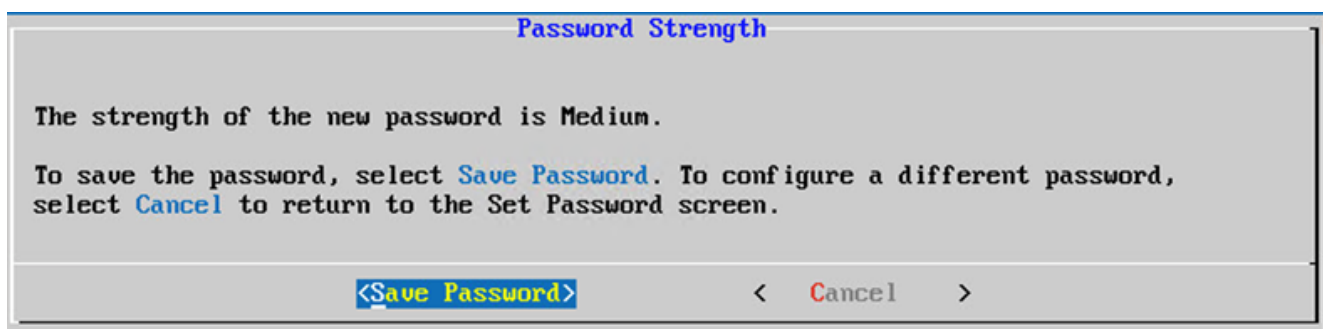 Password Strength
The strength of the new password is Medium.
To save the password, select Save Password. To configure a different password,
select Cancel to return to the Set Password screen.
<Save Password> < Cancel >